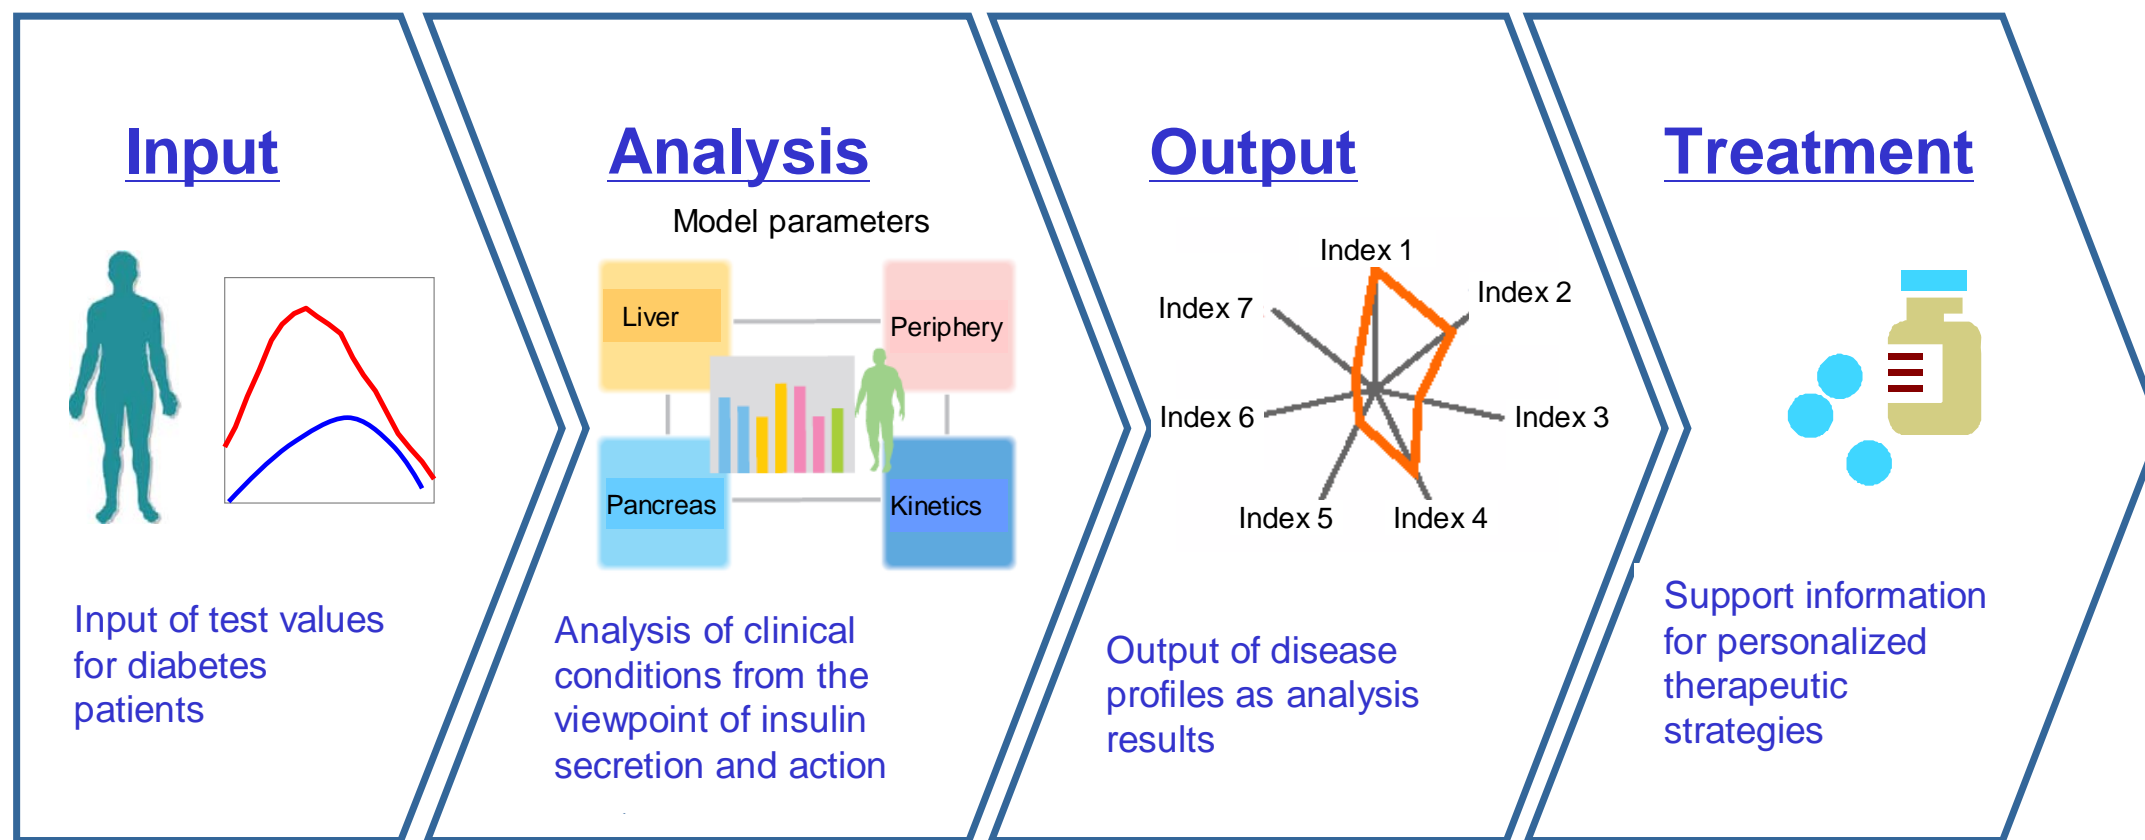 Input
Input of test values
for diabetes
patients
Analysis
Model parameters
Liver
Periphery
Pancreas
Kinetics
Analysis of clinical
conditions from the
viewpoint of insulin
secretion and action
Output
Index 1
Index 2
Index 7
Index 6
Index 3
Index 5
Index 4
Output of disease
profiles as analysis
results
Treatment
Support information
for personalized
therapeutic
strategies